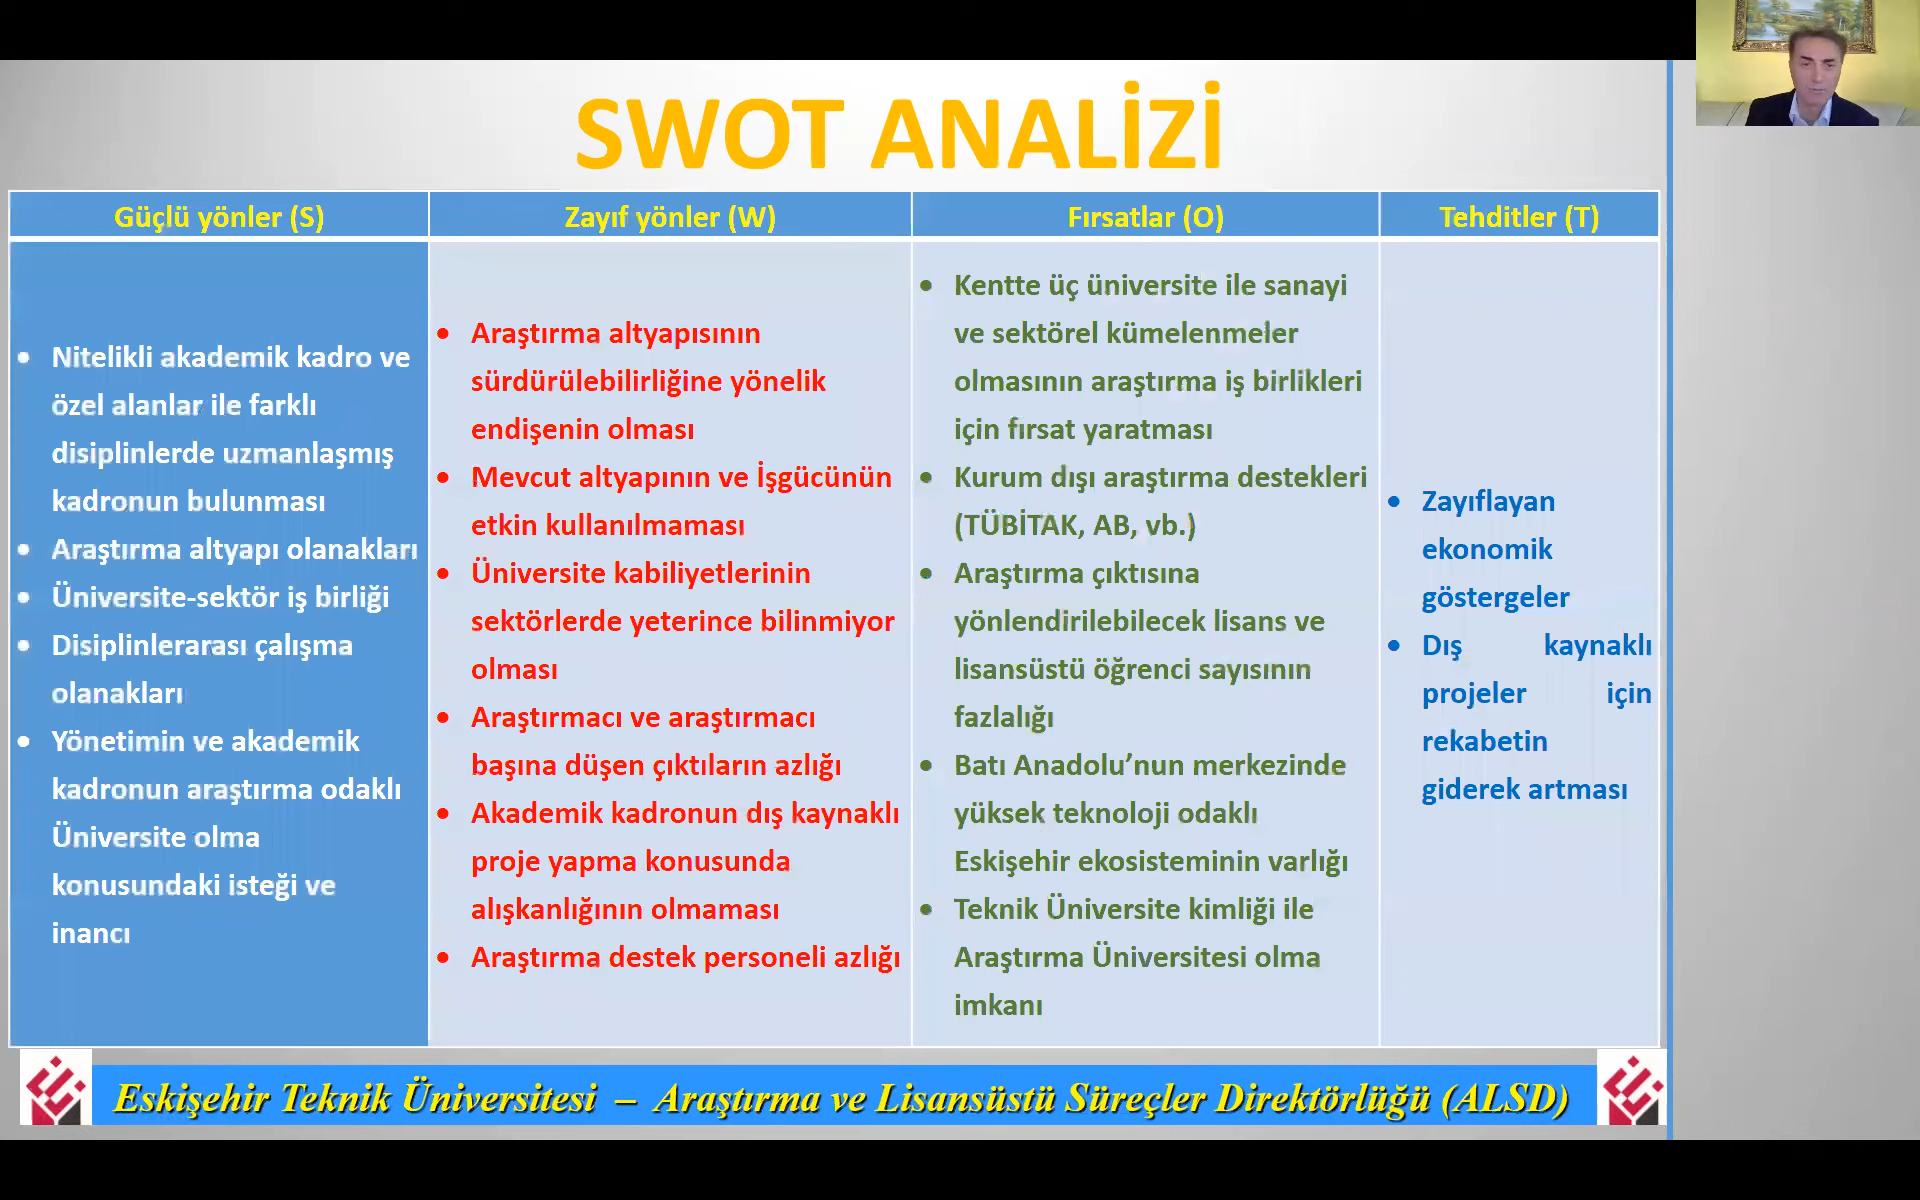 SWOT ANALİZİ
Güçlü yönler (S)
Zayıf yönler (W)
Fırsatlar (O)
Tehditler (T)
• Nitelikli akademik kadro ve
özel alanlar ile farklı
disiplinlerde uzmanlaşmış
kadronun bulunması
• Araştırma altyapı olanakları
• Üniversite-sektör iş birliği
• Disiplinlerarası çalışma
olanakları
• Yönetimin ve akademik
kadronun araştırma odaklı
Üniversite olma
konusundaki isteği ve
inancı
• Araştırma altyapısının
sürdürülebilirliğine yönelik
endişenin olması
• Mevcut altyapının ve İşgücünün
etkin kullanılmaması
• Üniversite kabiliyetlerinin
sektörlerde yeterince bilinmiyor
olması
• Araştırmacı ve araştırmacı
başına düşen çıktıların azlığı
• Akademik kadronun dış kaynaklı
proje yapma konusunda
alışkanlığının olmaması
• Araştırma destek personeli azlığı
• Kentte üç üniversite ile sanayi
ve sektörel kümelenmeler
olmasının araştırma iş birlikleri
için fırsat yaratması
• Kurum dışı araştırma destekleri
(TÜBİTAK, AB, vb.)
• Araştırma çıktısına
yönlendirilebilecek lisans ve
lisansüstü öğrenci sayısının
fazlalığı
• Batı Anadolu’nun merkezinde
yüksek teknoloji odaklı
Eskişehir ekosisteminin varlığı
• Teknik Üniversite kimliği ile
Araştırma Üniversitesi olma
imkanı
• Zayıflayan
ekonomik
göstergeler
• Dış kaynaklı
projeler için
rekabetin
giderek artması
Eskişehir Teknik Üniversitesi – Araştırma ve Lisansüstü Süreçler Direktörlüğü (ALSD)